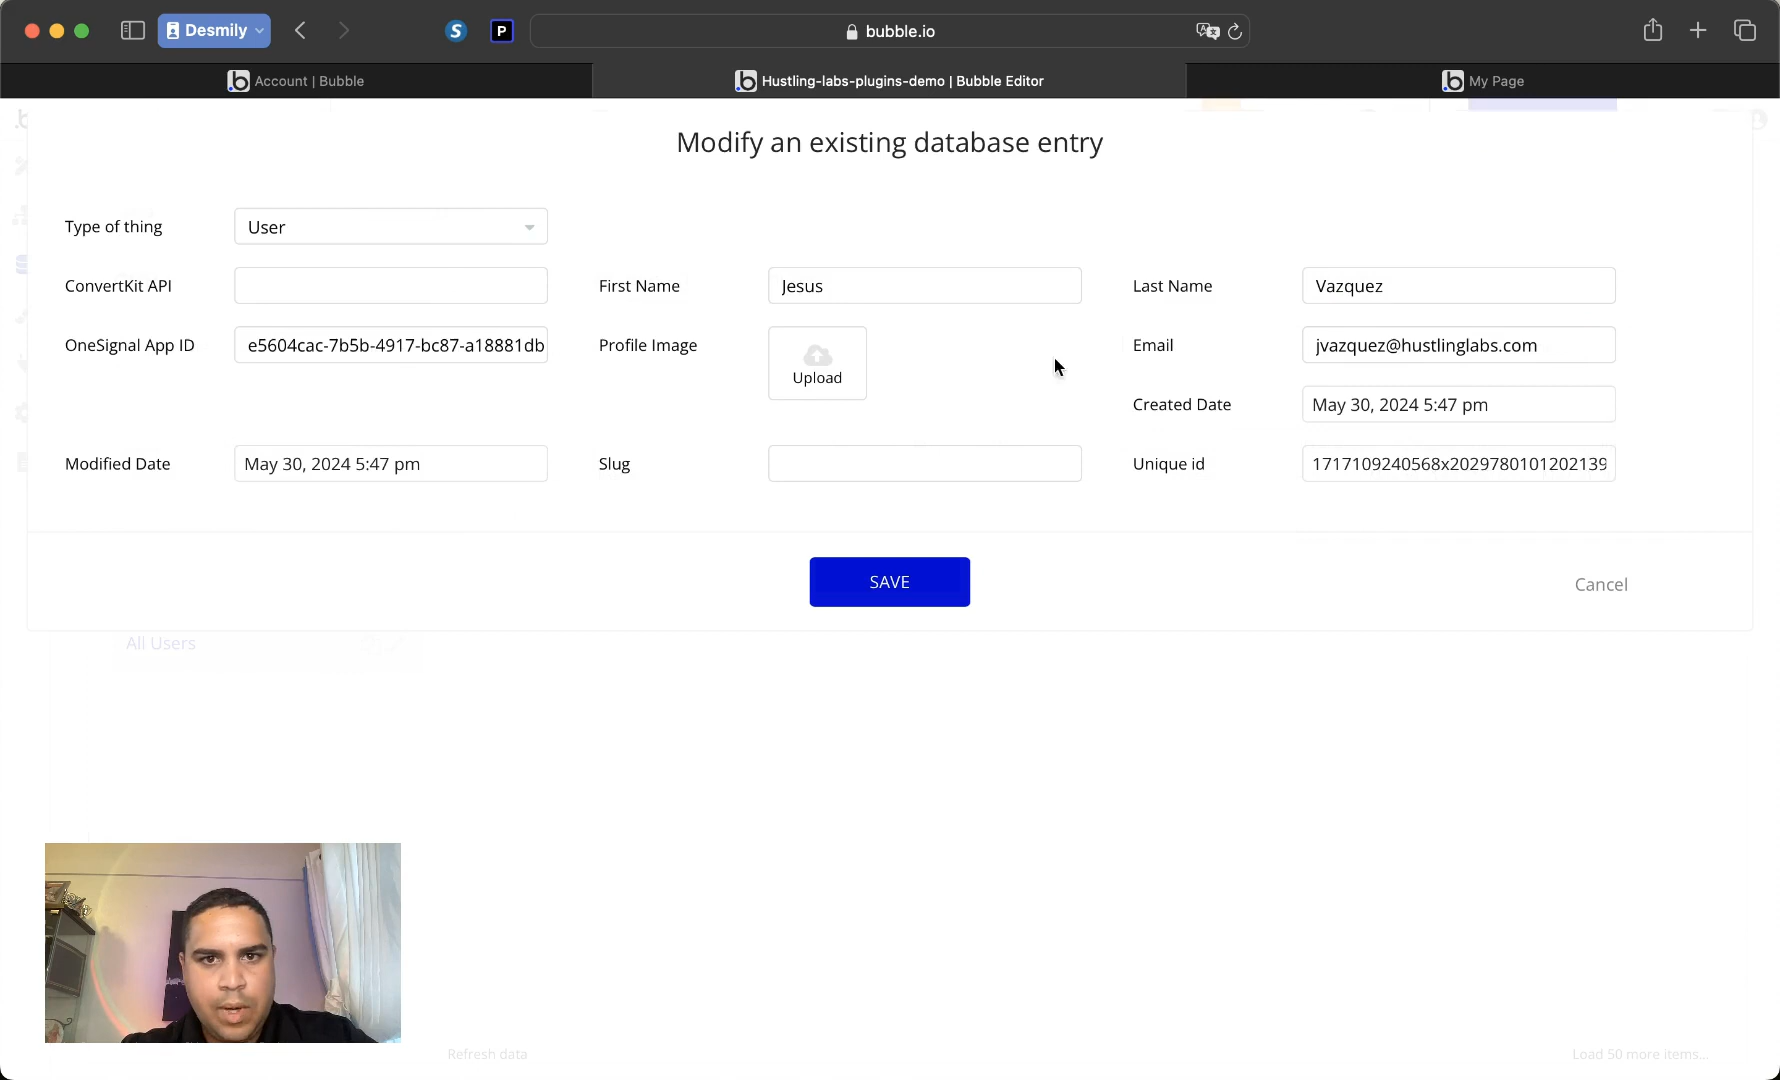 Desmily
S
P
bubble.io
Account | Bubble
Hustling-labs-plugins-demo | Bubble Editor
My Page
Modify an existing database entry
Type of thing
User
ConvertKit API
First Name
Jesus
Last Name
Vazquez
OneSignal App ID
e5604cac-7b5b-4917-bc87-a18881db
Profile Image
Upload
Email
jvazquez@hustlinglabs.com
Created Date
May 30, 2024 5:47 pm
Modified Date
May 30, 2024 5:47 pm
Slug
Unique id
1717109240568x2029780101202139
SAVE
Cancel
All Users
Refresh data
Load 50 more items...